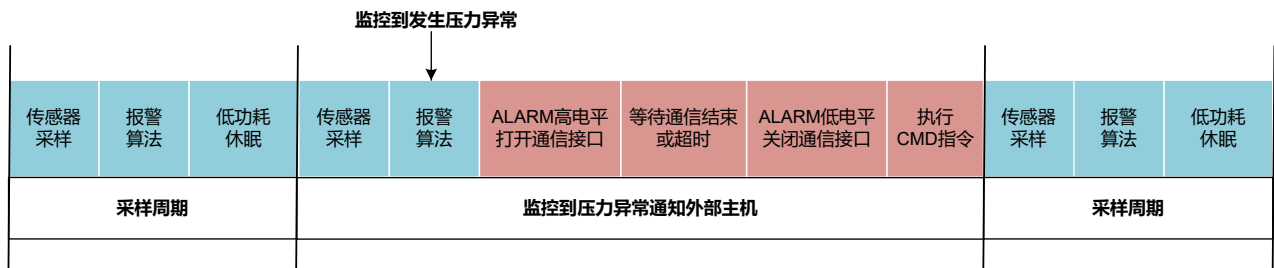 监控到发生压力异常
传感器
采样
报警
算法
低功耗
休眠
传感器
采样
报警
算法
ALARM高电平
打开通信接口
等待通信结束
或超时
ALARM低电平
关闭通信接口
执行
CMD指令
传感器
采样
报警
算法
低功耗
休眠
采样周期
监控到压力异常通知外部主机
采样周期